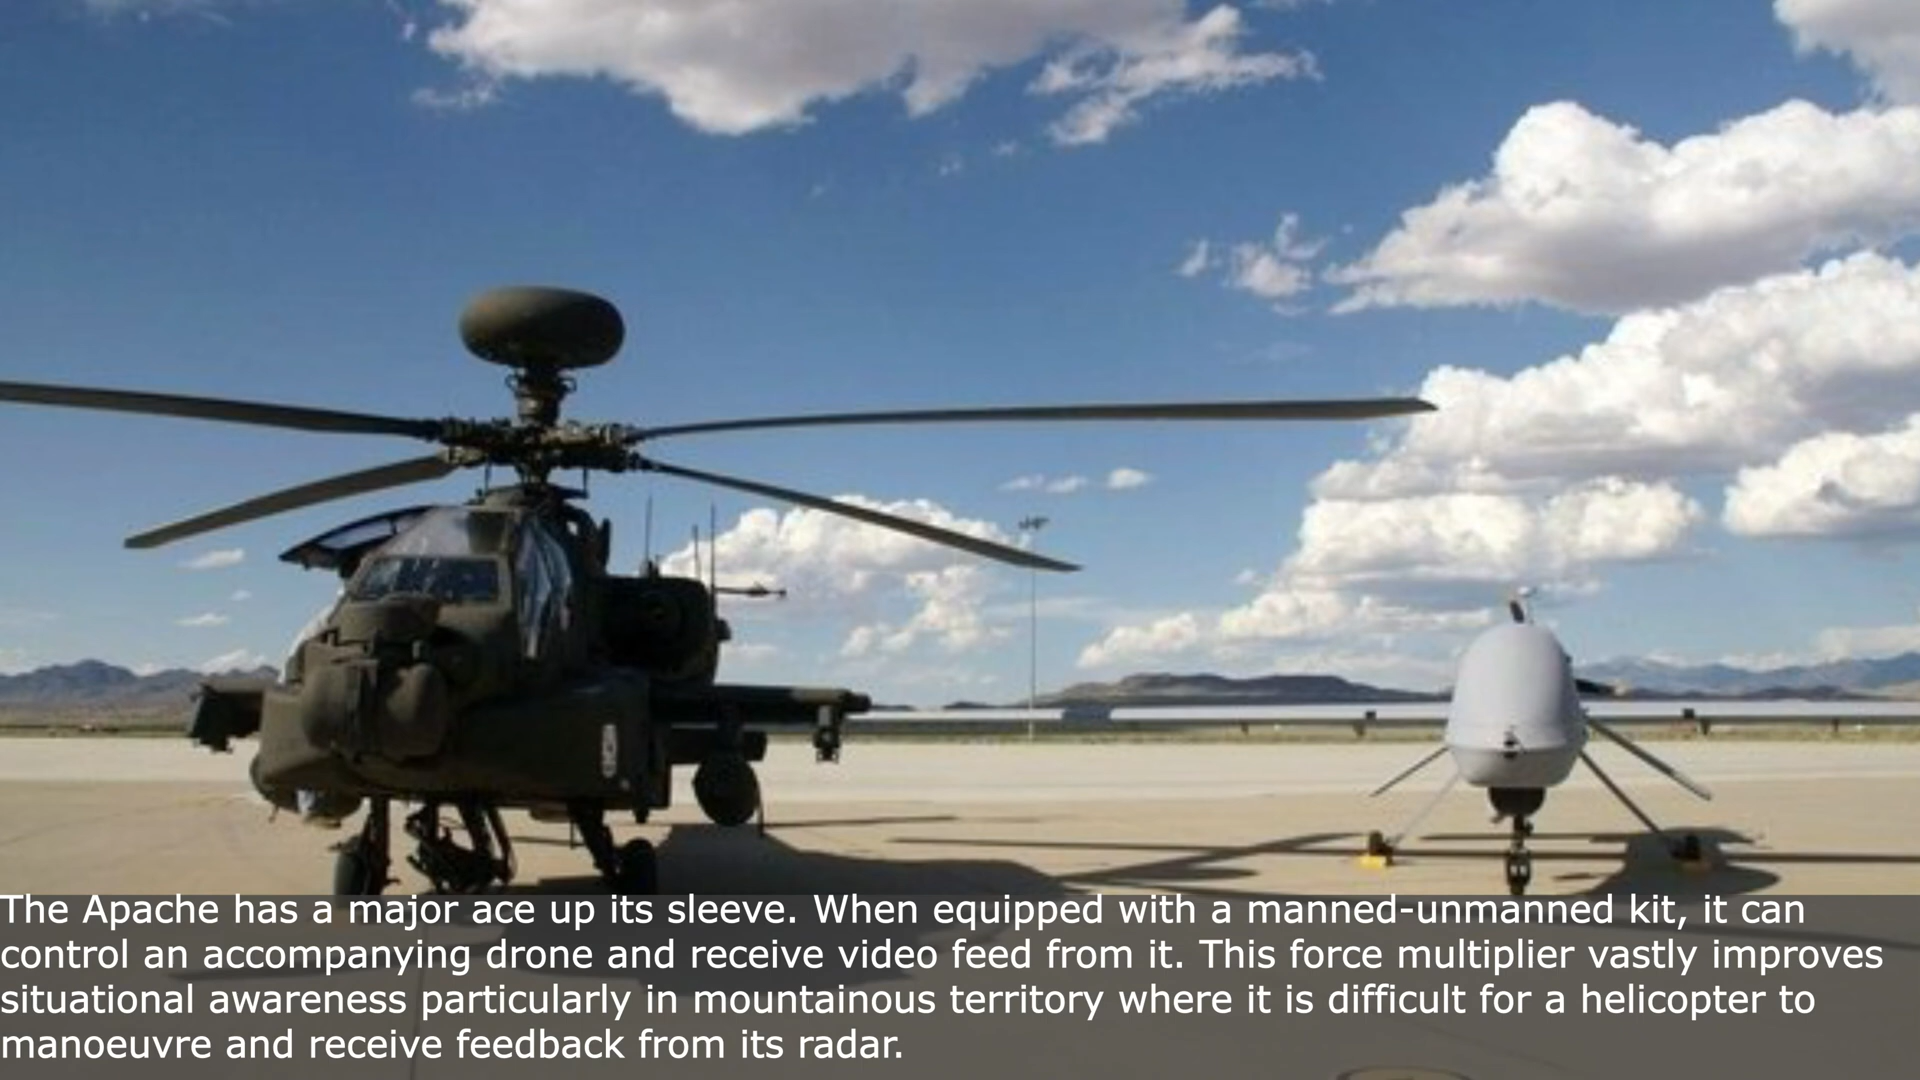 The Apache has a major ace up its sleeve. When equipped with a manned-unmanned kit, it can
control an accompanying drone and receive video feed from it. This force multiplier vastly improves
situational awareness particularly in mountainous territory where it is difficult for a helicopter to
manoeuvre and receive feedback from its radar.